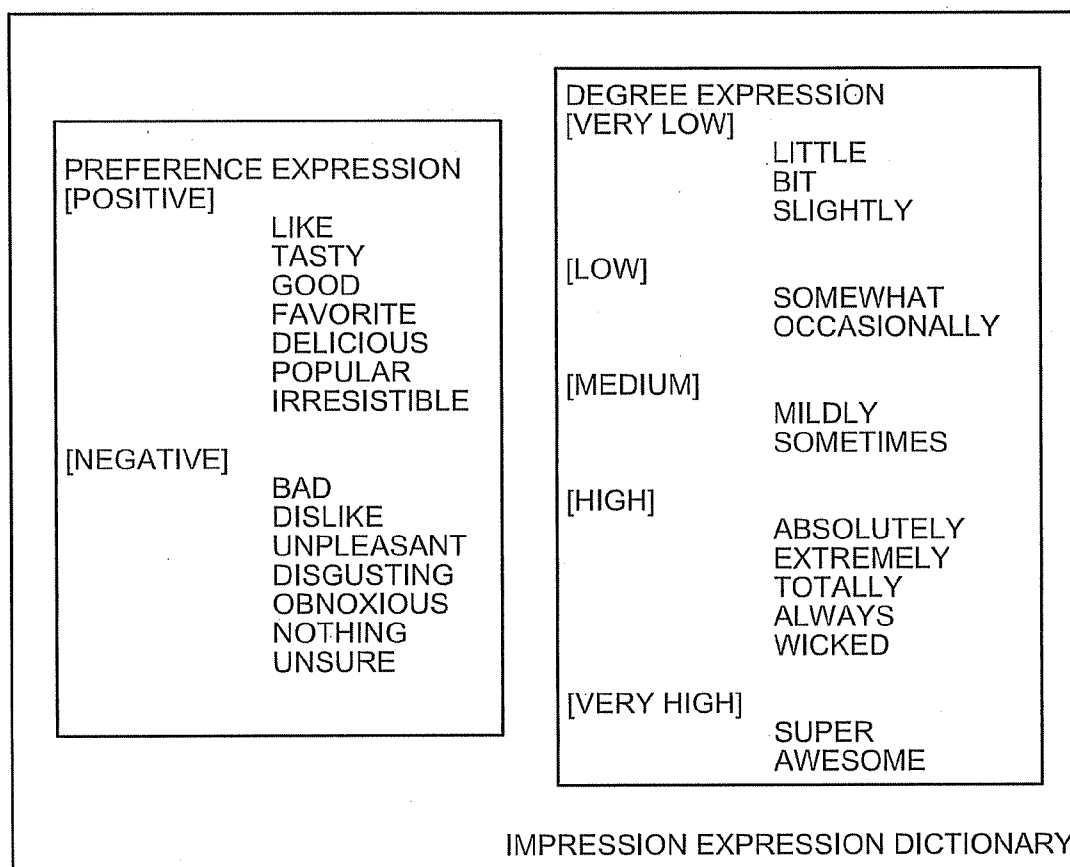 PREFERENCE EXPRESSION
[POSITIVE]
LIKE
TASTY
GOOD
FAVORITE
DELICIOUS
POPULAR
IRRESISTIBLE
[NEGATIVE]
BAD
DISLIKE
UNPLEASANT
DISGUSTING
OBNOXIOUS
NOTHING
UNSURE
DEGREE EXPRESSION
[VERY LOW]
LITTLE
BIT
SLIGHTLY
[LOW]
SOMEWHAT
OCCASIONALLY
[MEDIUM]
MILDLY
SOMETIMES
[HIGH]
ABSOLUTELY
EXTREMELY
TOTALLY
ALWAYS
WICKED
[VERY HIGH]
SUPER
AWESOME
IMPRESSION EXPRESSION DICTIONARY